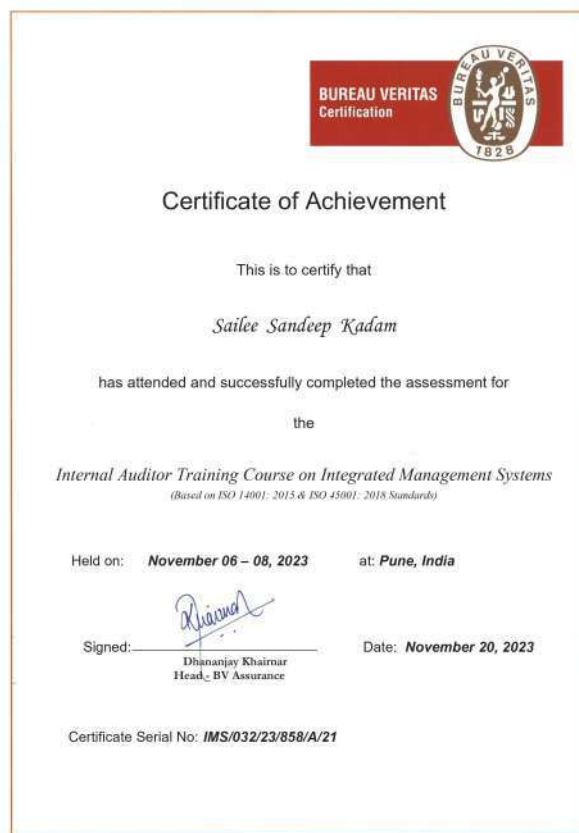 BUREAU VERITAS
Certification
BUREAU VERITAS
1828
Certificate of Achievement
This is to certify that
Sailee Sandeep Kadam
has attended and successfully completed the assessment for
the
Internal Auditor Training Course on Integrated Management Systems
(Based on ISO 14001: 2015 & ISO 45001: 2018 Standards)
Held on: November 06 – 08, 2023 at: Pune, India
Signed: Date: November 20, 2023
Dhananjay Khairnar
Head - BV Assurance
Certificate Serial No: IMS/032/23/858/A/21